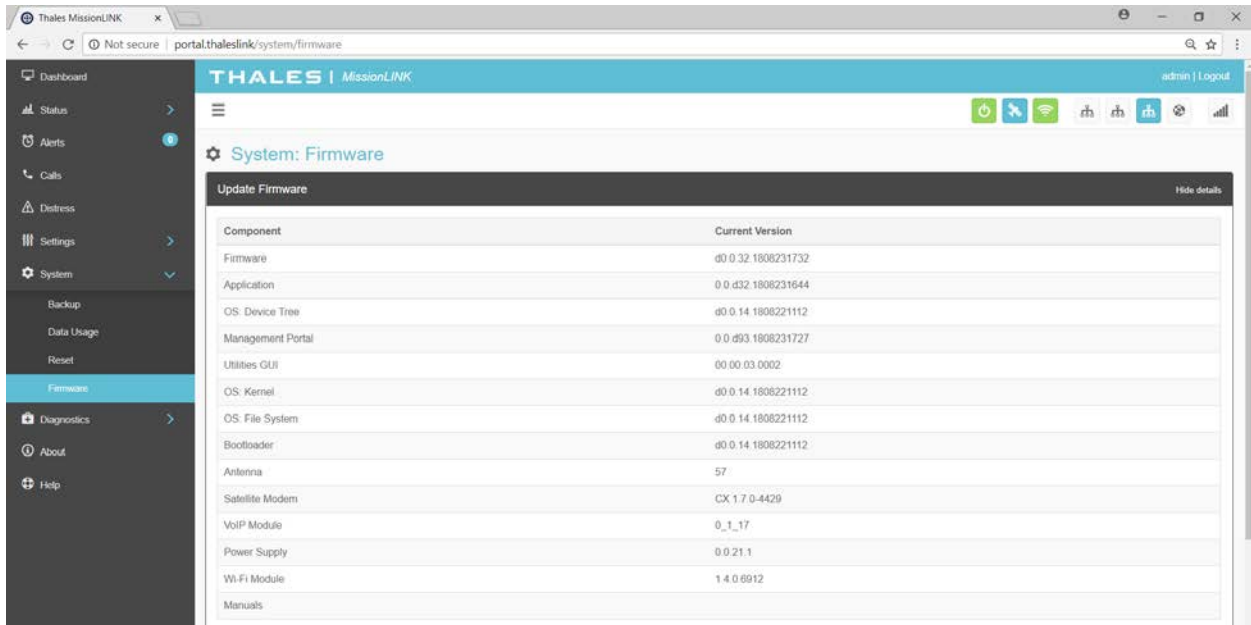 Thales MissionLINK
Not secure | portal.thaleslink/system/firmware
Dashboard
Status
Alerts 0
Calls
Distress
Settings
System
Backup
Data Usage
Reset
Firmware
Diagnostics
About
Help
THALES | MissionLINK
admin | Logout
System: Firmware
Update Firmware Hide details
Component Current Version
Firmware d0.0.32.1808231732
Application 0.0.d32.1808231644
OS: Device Tree d0.0.14.1808221112
Management Portal 0.0.d93.1808231727
Utilities GUI 00.00.03.0002
OS: Kernel d0.0.14.1808221112
OS: File System d0.0.14.1808221112
Bootloader d0.0.14.1808221112
Antenna 57
Satellite Modem CX 1.7.0-4429
VoIP Module 0_1_17
Power Supply 0.0.21.1
Wi-Fi Module 1.4.0.6912
Manuals